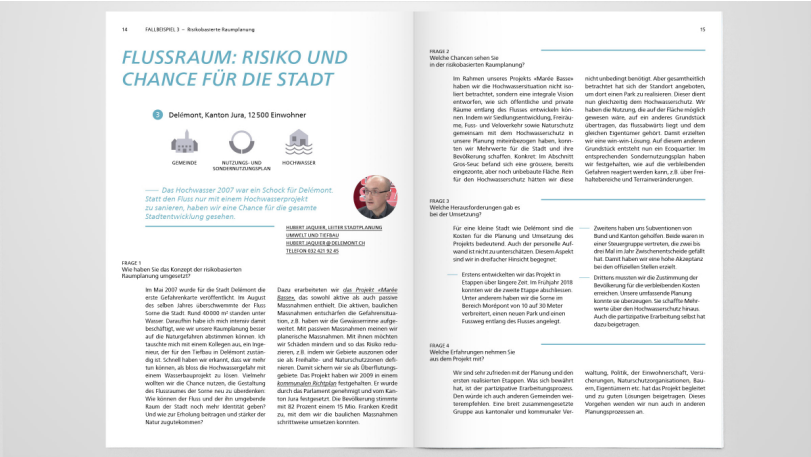 14 FALLBEISPIEL 3 – Risikobasierte Raumplanung
FLUSSRAUM: RISIKO UND
CHANCE FÜR DIE STADT
3 Delémont, Kanton Jura, 12 500 Einwohner
GEMEINDE
NUTZUNGS- UND
SONDERNUTZUNGSPLAN
HOCHWASSER
Das Hochwasser 2007 war ein Schock für Delémont.
Statt den Fluss nur mit einem Hochwasserprojekt
zu sanieren, haben wir eine Chance für die gesamte
Stadtentwicklung gesehen.
HUBERT JAQUIER, LEITER STADTPLANUNG
UMWELT UND TIEFBAU
HUBERT.JAQUIER@DELEMONT.CH
TELEFON 032 421 92 45
FRAGE 1
Wie haben Sie das Konzept der risikobasierten
Raumplanung umgesetzt?
Im Mai 2007 wurde für die Stadt Delémont die
erste Gefahrenkarte veröffentlicht. Im August
des selben Jahres überschwemmte der Fluss
Sorne die Stadt. Rund 40 000 m² standen unter
Wasser. Daraufhin habe ich mich intensiv damit
beschäftigt, wie wir unsere Raumplanung besser
auf die Naturgefahren abstimmen können. Ich
tauschte mich mit einem Kollegen aus, ein Inge-
nieur, der für den Tiefbau in Delémont zustän-
dig ist. Schnell haben wir erkannt, dass wir mehr
tun können, als bloss die Hochwassergefahr mit
einem Wasserbauprojekt zu lösen. Vielmehr
wollten wir die Chance nutzen, die Gestaltung
des Flussraumes der Sorne neu zu überdenken:
Wie können der Fluss und der ihn umgebende
Raum der Stadt noch mehr Identität geben?
Und wie zur Erholung beitragen und stärker der
Natur zugutekommen?
Dazu erarbeiteten wir das Projekt «Marée
Basse», das sowohl aktive als auch passive
Massnahmen enthielt. Die aktiven, baulichen
Massnahmen entschärfen die Gefahrensitua-
tion, z.B. haben wir die Gewässerrinne aufge-
weitet. Mit passiven Massnahmen meinen wir
planerische Massnahmen. Mit ihnen möchten
wir Schäden mindern und so das Risiko redu-
zieren, z.B. indem wir Gebiete auszonen oder
sie als Freihalte- und Naturschutzzonen defi-
nieren. Damit sichern wir sie als Überflutungs-
gebiete. Das Projekt haben wir 2009 in einem
kommunalen Richtplan festgehalten. Er wurde
durch das Parlament genehmigt und vom Kan-
ton Jura festgesetzt. Die Bevölkerung stimmte
mit 82 Prozent einem 15 Mio. Franken Kredit
zu, mit dem wir die baulichen Massnahmen
schrittweise umsetzen konnten.
15
FRAGE 2
Welche Chancen sehen Sie
in der risikobasierten Raumplanung?
Im Rahmen unseres Projekts «Marée Basse»
haben wir die Hochwassersituation nicht iso-
liert betrachtet, sondern eine integrale Vision
entworfen, wie sich öffentliche und private
Räume entlang des Flusses entwickeln kön-
nen. Indem wir Siedlungsentwicklung, Freiräu-
me, Fuss- und Veloverkehr sowie Naturschutz
gemeinsam mit dem Hochwasserschutz in
unsere Planung miteinbezogen haben, konn-
ten wir Mehrwerte für die Stadt und ihre
Bevölkerung schaffen. Konkret: Im Abschnitt
Gros-Seuc befand sich eine grössere, bereits
eingezonte, aber noch unbebaute Fläche. Rein
für den Hochwasserschutz hätten wir diese
nicht unbedingt benötigt. Aber gesamtheitlich
betrachtet hat sich der Standort angeboten,
um dort einen Park zu realisieren. Dieser dient
nun gleichzeitig dem Hochwasserschutz. Wir
haben die Nutzung, die auf der Fläche möglich
gewesen wäre, auf ein anderes Grundstück
übertragen, das flussabwärts liegt und dem
gleichen Eigentümer gehört. Damit erzielten
wir eine win-win-Lösung. Auf diesem anderen
Grundstück entsteht nun ein Ecoquartier. Im
entsprechenden Sondernutzungsplan haben
wir festgehalten, wie auf die verbleibenden
Gefahren reagiert werden kann, z.B. über Frei-
haltebereiche und Terrainveränderungen.
FRAGE 3
Welche Herausforderungen gab es
bei der Umsetzung?
Für eine kleine Stadt wie Delémont sind die
Kosten für die Planung und Umsetzung des
Projekts bedeutend. Auch der personelle Auf-
wand ist nicht zu unterschätzen. Diesem Aspekt
sind wir in dreifacher Hinsicht begegnet:
Erstens entwickelten wir das Projekt in
Etappen über längere Zeit. Im Frühjahr 2018
konnten wir die zweite Etappe abschliessen.
Unter anderem haben wir die Sorne im
Bereich Morépont von 10 auf 30 Meter
verbreitert, einen neuen Park und einen
Fussweg entlang des Flusses angelegt.
Zweitens haben uns Subventionen von
Bund und Kanton geholfen. Beide waren in
einer Steuergruppe vertreten, die zwei bis
drei Mal im Jahr Zwischenentscheide gefällt
hat. Damit haben wir eine hohe Akzeptanz
bei den offiziellen Stellen erzielt.
Drittens mussten wir die Zustimmung der
Bevölkerung für die verbleibenden Kosten
erreichen. Unsere umfassende Planung
konnte sie überzeugen. Sie schaffte Mehr-
werte über den Hochwasserschutz hinaus.
Auch die partizipative Erarbeitung selbst hat
dazu beigetragen.
FRAGE 4
Welche Erfahrungen nehmen Sie
aus dem Projekt mit?
Wir sind sehr zufrieden mit der Planung und den
ersten realisierten Etappen. Was sich bewährt
hat, ist der partizipative Erarbeitungsprozess.
Den würde ich auch anderen Gemeinden wei-
terempfehlen. Eine breit zusammengesetzte
Gruppe aus kantonaler und kommunaler Ver-
waltung, Politik, der Einwohnerschaft, Versi-
cherungen, Naturschutzorganisationen, Bau-
ern, Eigentümern etc. hat das Projekt begleitet
und zu guten Lösungen beigetragen. Dieses
Vorgehen wenden wir nun auch in anderen
Planungsprozessen an.